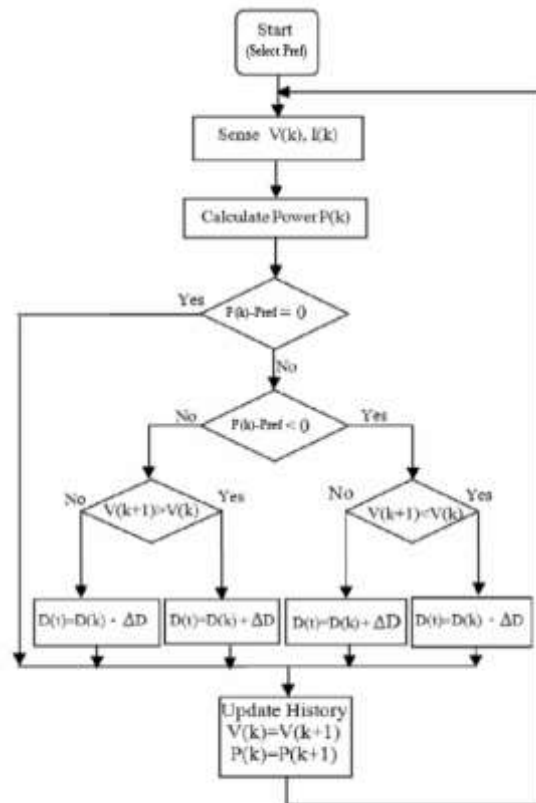 Start
(Select Pref)
Sense V(k), I(k)
Calculate Power P(k)
Yes
P(k)-Pref = 0
No
No
P(k)-Pref < 0
Yes
No
V(k+1)>V(k)
Yes
No
V(k+1)<V(k)
Yes
D(t)=D(k) - ΔD
D(t)=D(k) + ΔD
D(t)=D(k) + ΔD
D(t)=D(k) - ΔD
Update History
V(k)=V(k+1)
P(k)=P(k+1)